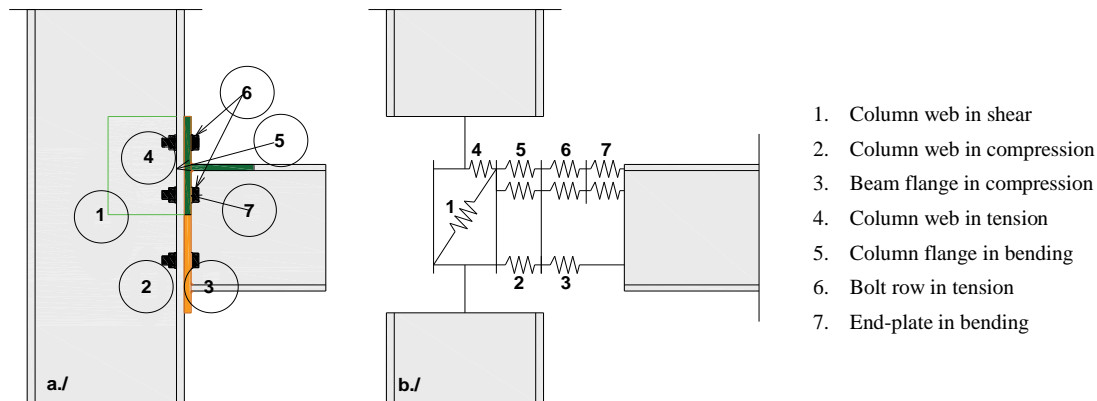 6
5
4
1
7
2
3
a./
4 5 6 7
1
2 3
b./
1. Column web in shear
2. Column web in compression
3. Beam flange in compression
4. Column web in tension
5. Column flange in bending
6. Bolt row in tension
7. End-plate in bending